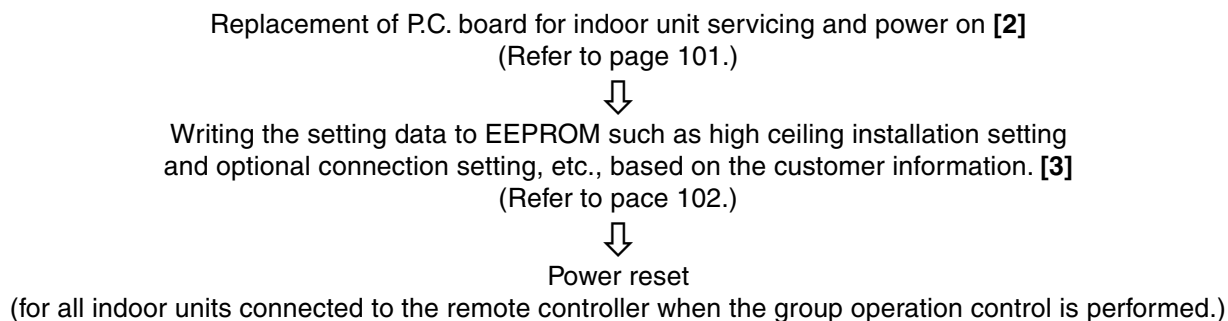 Replacement of P.C. board for indoor unit servicing and power on [2]
(Refer to page 101.)
Writing the setting data to EEPROM such as high ceiling installation setting
and optional connection setting, etc., based on the customer information. [3]
(Refer to pace 102.)
Power reset
(for all indoor units connected to the remote controller when the group operation control is performed.)